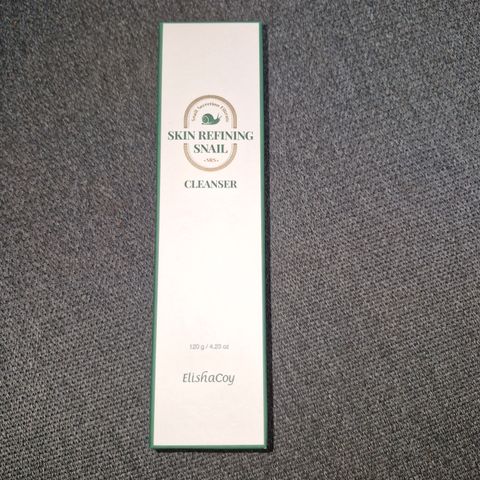 Snail Secretion Filtrate
SKIN REFINING
SNAIL
CLEANSER
120 g / 4.23 oz
ElishaCoy